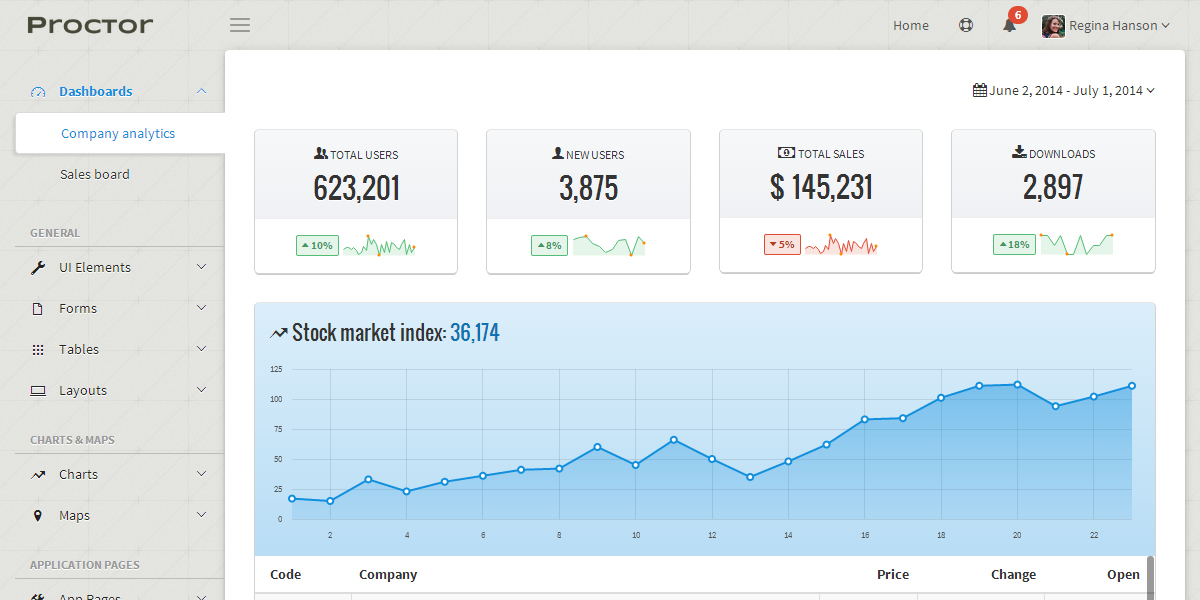 Proctor
Home
6
Regina Hanson
Dashboards
Company analytics
Sales board
GENERAL
UI Elements
Forms
Tables
Layouts
CHARTS & MAPS
Charts
Maps
APPLICATION PAGES
App Pages
June 2, 2014 - July 1, 2014
TOTAL USERS
623,201
10%
NEW USERS
3,875
8%
TOTAL SALES
$ 145,231
5%
DOWNLOADS
2,897
18%
Stock market index: 36,174
125
100
75
50
25
0
2 4 6 8 10 12 14 16 18 20 22
Code Company Price Change Open